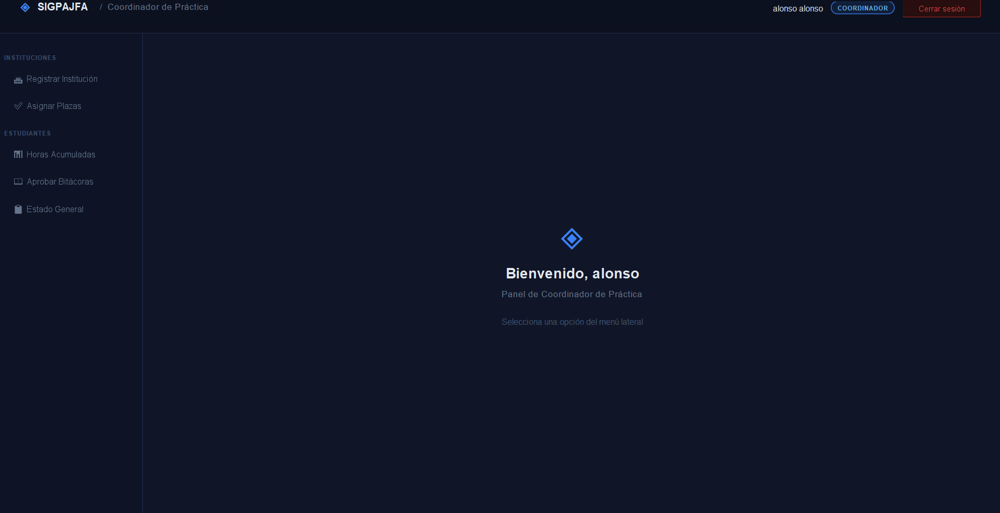 SIGPAJFA / Coordinador de Práctica
alonso alonso COORDINADOR Cerrar sesión
INSTITUCIONES
Registrar Institución
Asignar Plazas
ESTUDIANTES
Horas Acumuladas
Aprobar Bitácoras
Estado General
Bienvenido, alonso
Panel de Coordinador de Práctica
Selecciona una opción del menú lateral